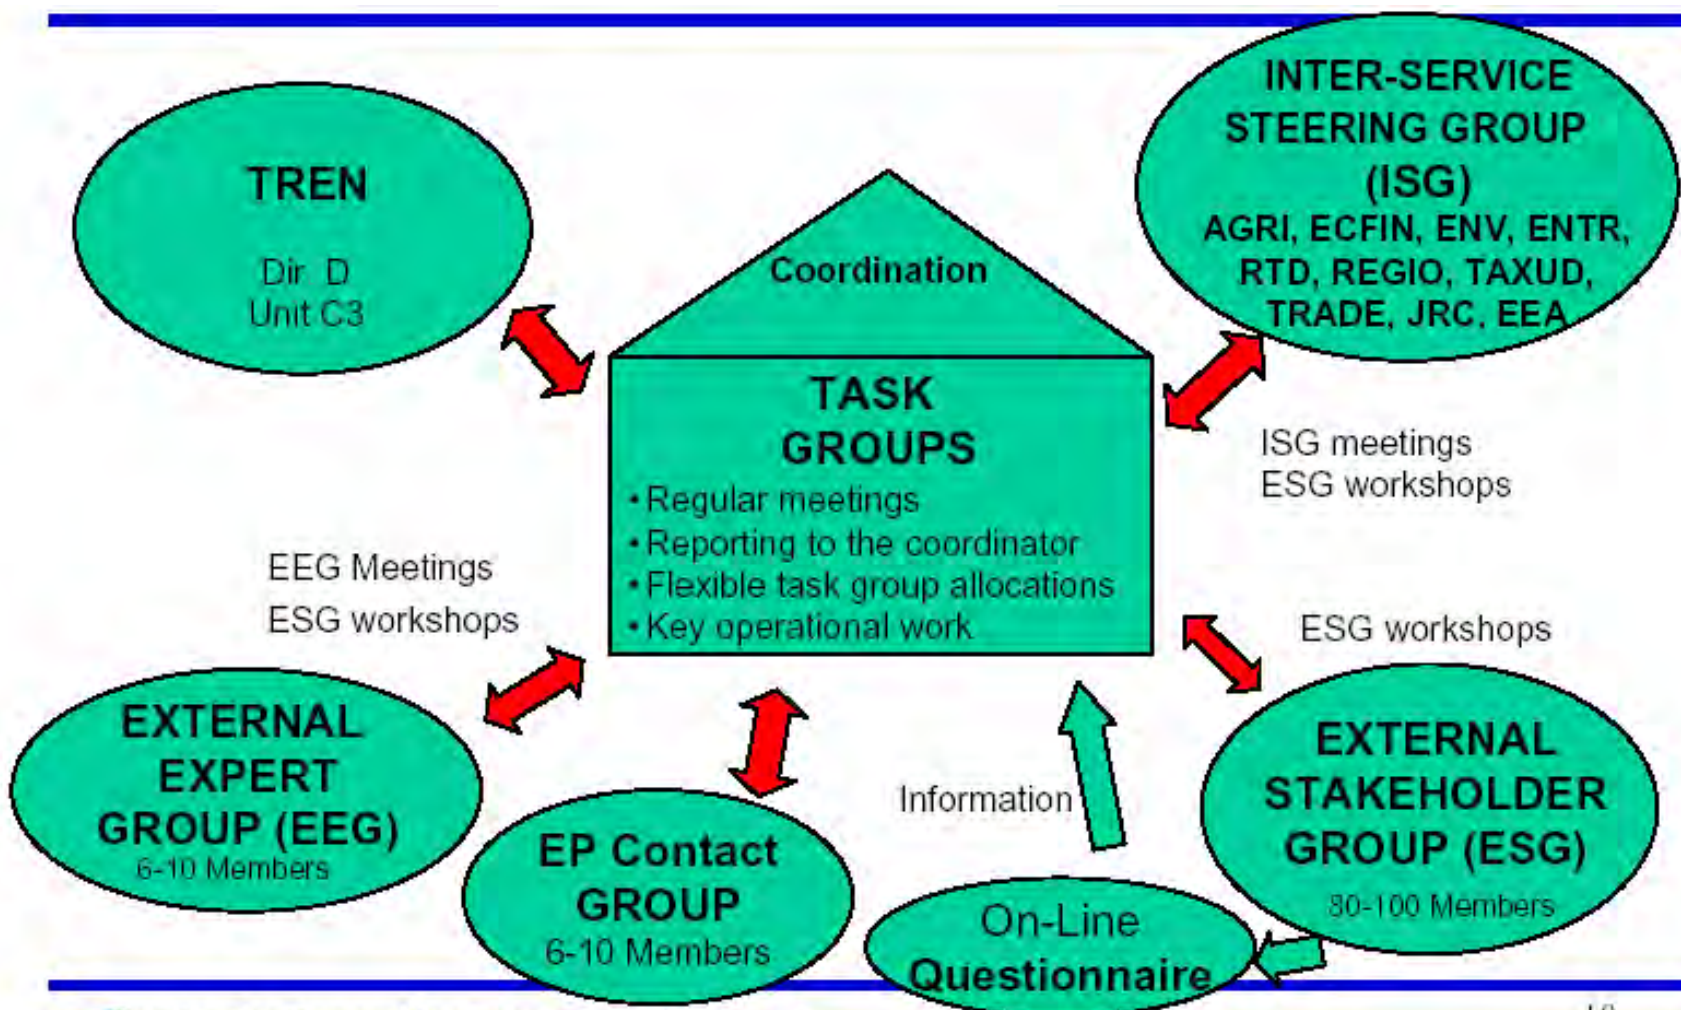 TREN
Dir D
Unit C3
INTER-SERVICE
STEERING GROUP
(ISG)
AGRI, ECFIN, ENV, ENTR,
RTD, REGIO, TAXUD,
TRADE, JRC, EEA
Coordination
TASK
GROUPS
• Regular meetings
• Reporting to the coordinator
• Flexible task group allocations
• Key operational work
ISG meetings
ESG workshops
EEG Meetings
ESG workshops
ESG workshops
EXTERNAL
EXPERT
GROUP (EEG)
6-10 Members
EP Contact
GROUP
6-10 Members
Information
On-Line
Questionnaire
EXTERNAL
STAKEHOLDER
GROUP (ESG)
80-100 Members